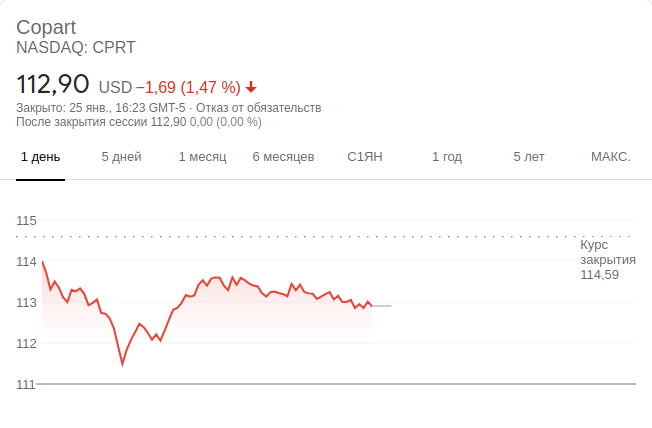 Copart
NASDAQ: CPRT
112,90 USD −1,69 (1,47 %)
Закрыто: 25 янв., 16:23 GMT-5 · Отказ от обязательств
После закрытия сессии 112,90 0,00 (0,00 %)
1 день 5 дней 1 месяц 6 месяцев С1ЯН 1 год 5 лет МАКС.
115
Курс
закрытия
114,59
114
113
112
111